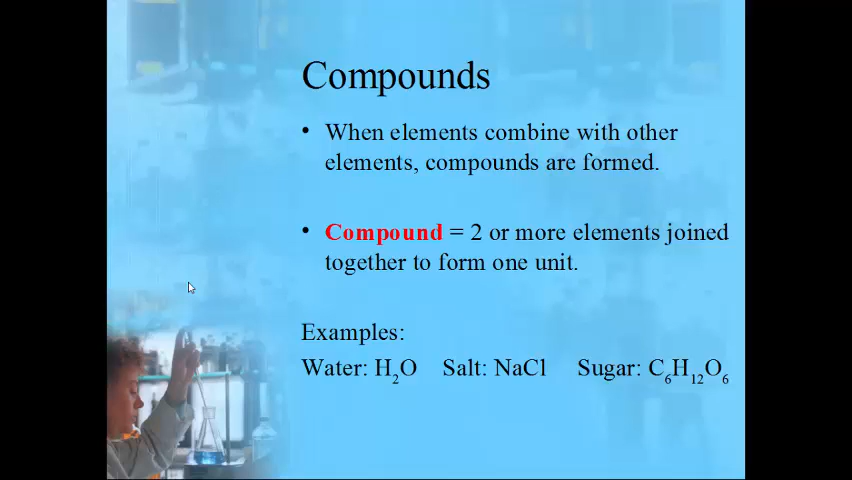 Compounds
• When elements combine with other
elements, compounds are formed.
• Compound = 2 or more elements joined
together to form one unit.
Examples:
Water: H₂O Salt: NaCl Sugar: C₆H₁₂O₆